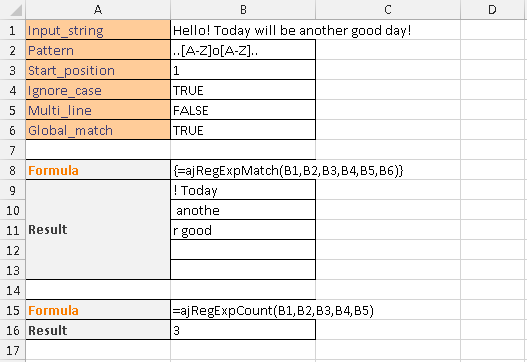 A B C D
1 Input_string Hello! Today will be another good day!
2 Pattern ..[A-Z]o[A-Z]..
3 Start_position 1
4 Ignore_case TRUE
5 Multi_line FALSE
6 Global_match TRUE
7
8 Formula {=ajRegExpMatch(B1,B2,B3,B4,B5,B6)}
9 ! Today
10 anothe
11 Result r good
12
13
14
15 Formula =ajRegExpCount(B1,B2,B3,B4,B5)
16 Result 3
17